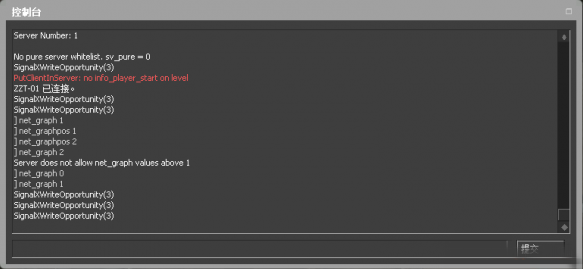 控制台
Server Number: 1
No pure server whitelist. sv_pure = 0
SignalXWriteOpportunity(3)
PutClientInServer: no info_player_start on level
ZZT-01 已连接。
SignalXWriteOpportunity(3)
SignalXWriteOpportunity(3)
] net_graph 1
] net_graphpos 1
] net_graphpos 2
] net_graph 2
Server does not allow net_graph values above 1
] net_graph 0
] net_graph 1
SignalXWriteOpportunity(3)
SignalXWriteOpportunity(3)
SignalXWriteOpportunity(3)
提交